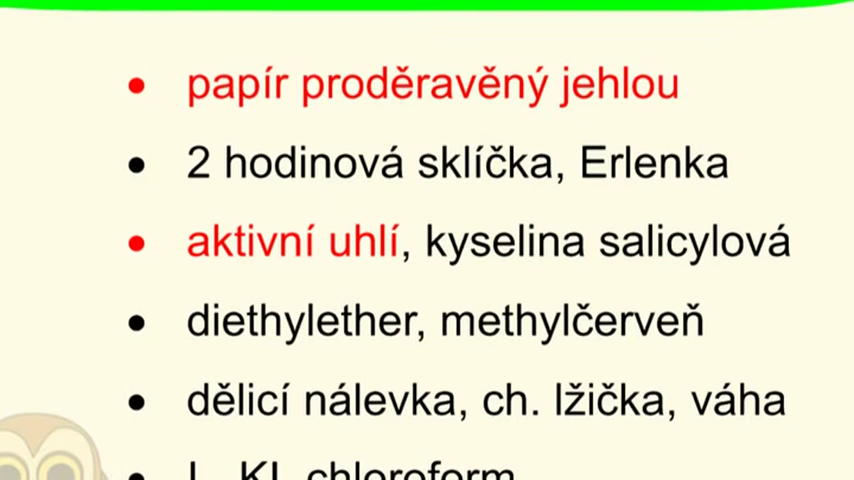 • papír proděravěný jehlou
• 2 hodinová sklíčka, Erlenka
• aktivní uhlí, kyselina salicylová
• diethylether, methylčerveň
• dělicí nálevka, ch. lžička, váha
• I KI chloroform